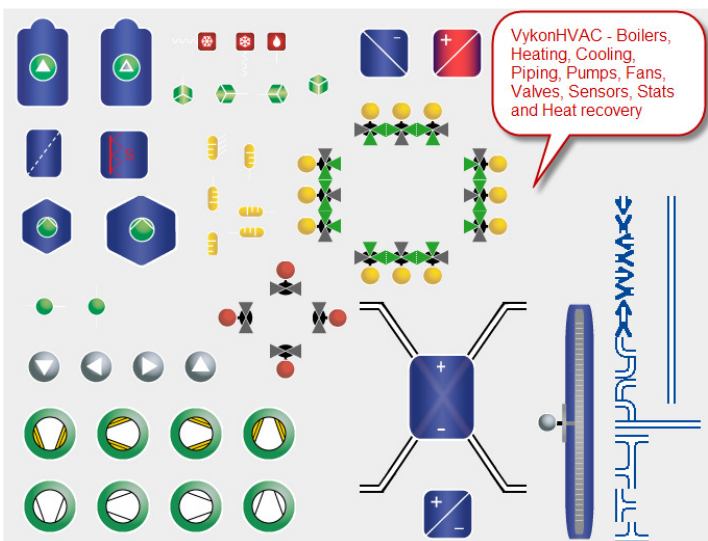 VykonHVAC - Boilers,
Heating, Cooling,
Piping, Pumps, Fans,
Valves, Sensors, Stats
and Heat recovery
-
+
S
+
-
+
-